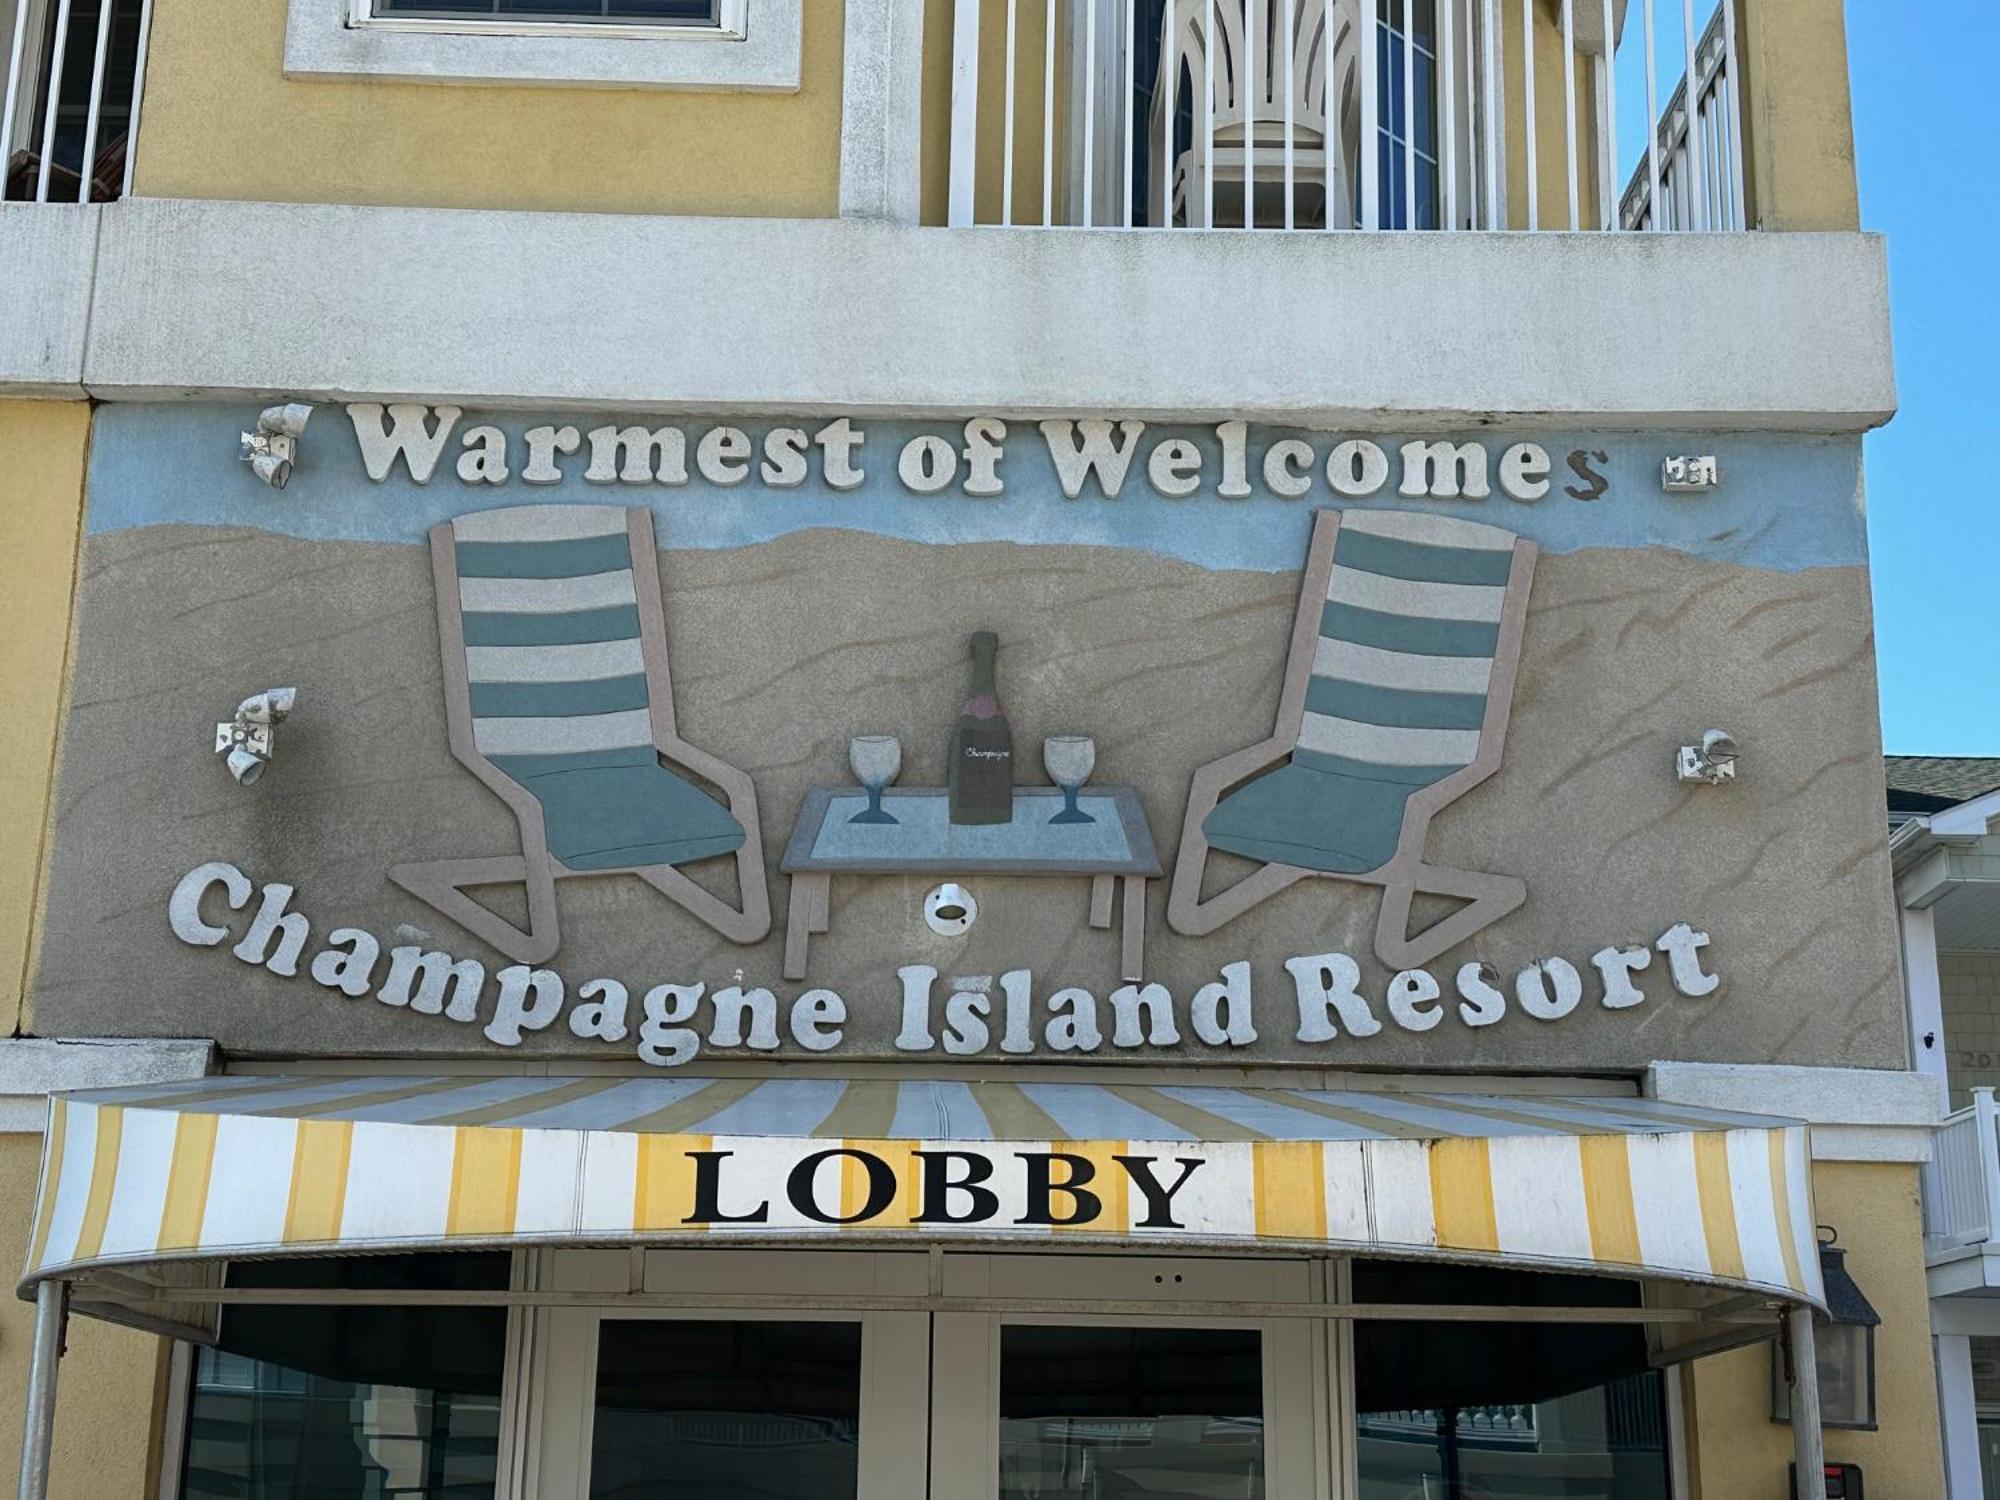 Warmest of Welcomes
Champagne
Champagne Island Resort
LOBBY